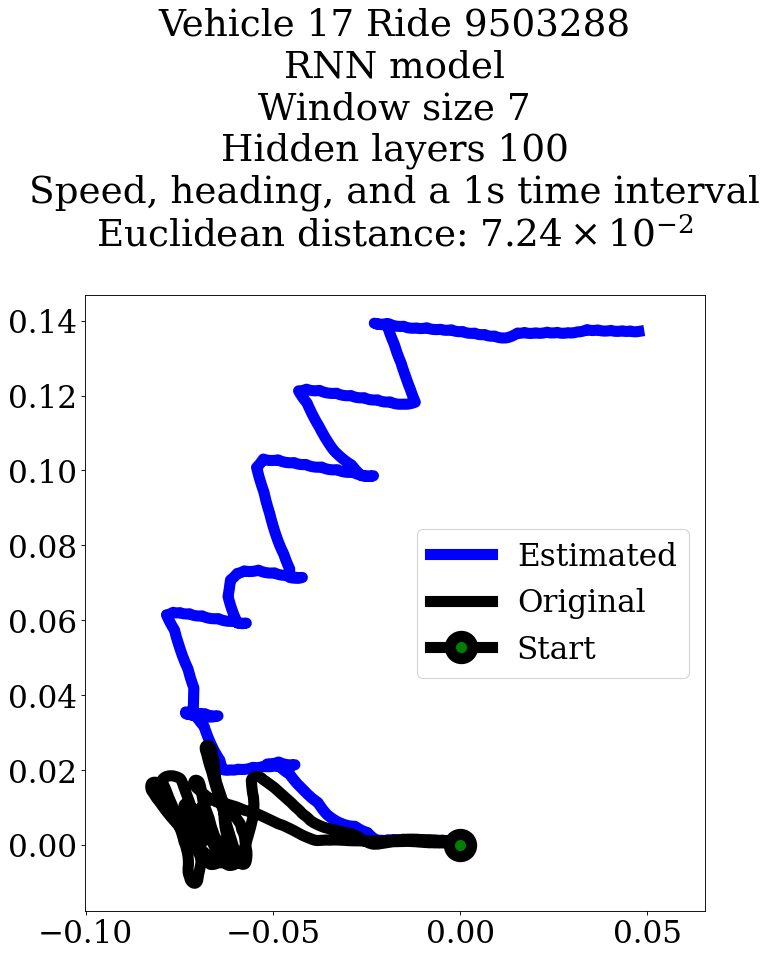 Vehicle 17 Ride 9503288
RNN model
Window size 7
Hidden layers 100
Speed, heading, and a 1s time interval
Euclidean distance: 7.24 × 10⁻²
0.14
0.12
0.10
0.08
0.06
0.04
0.02
0.00
Estimated
Original
Start
−0.10
−0.05
0.00
0.05